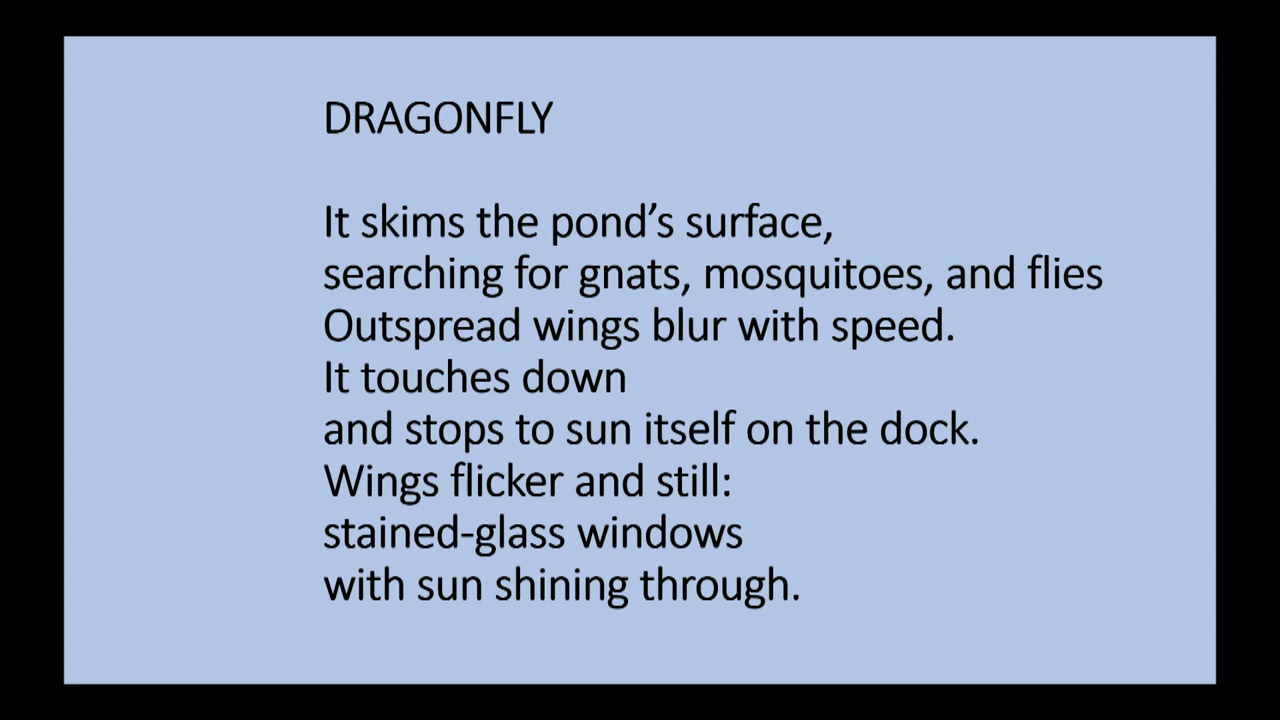 DRAGONFLY
It skims the pond’s surface,
searching for gnats, mosquitoes, and flies
Outspread wings blur with speed.
It touches down
and stops to sun itself on the dock.
Wings flicker and still:
stained-glass windows
with sun shining through.